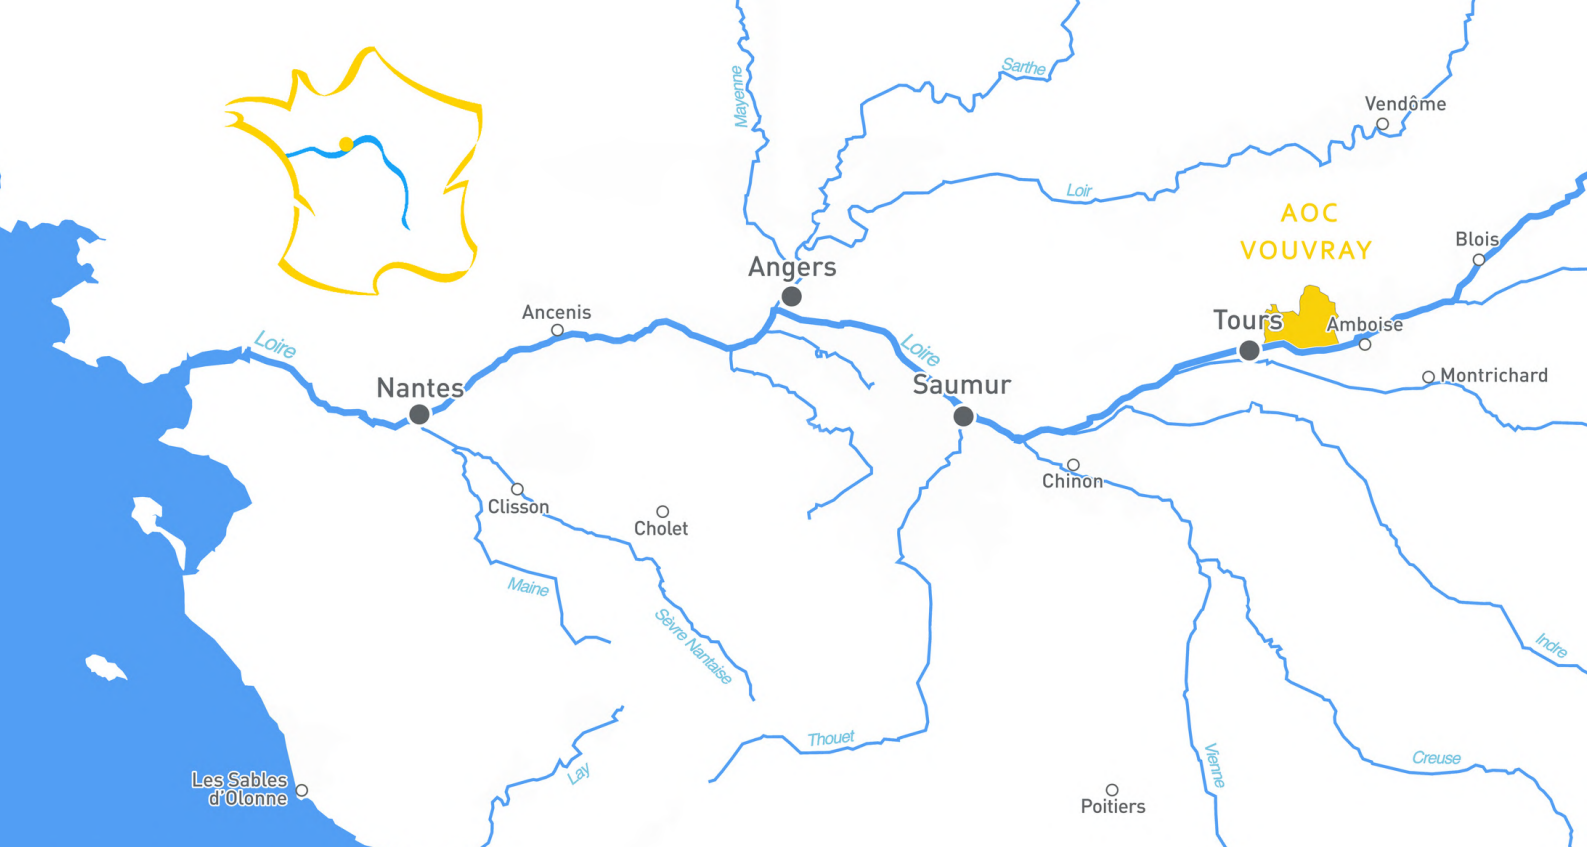 Mayenne
Sarthe
Vendôme
Loir
AOC
VOUVRAY
Blois
Angers
Ancenis
Tours
Amboise
Loire
Loire
Nantes
Saumur
Montrichard
Chinon
Clisson
Cholet
Maine
Sèvre Nantaise
Indre
Thouet
Lay
Vienne
Creuse
Les Sables
d'Olonne
Poitiers